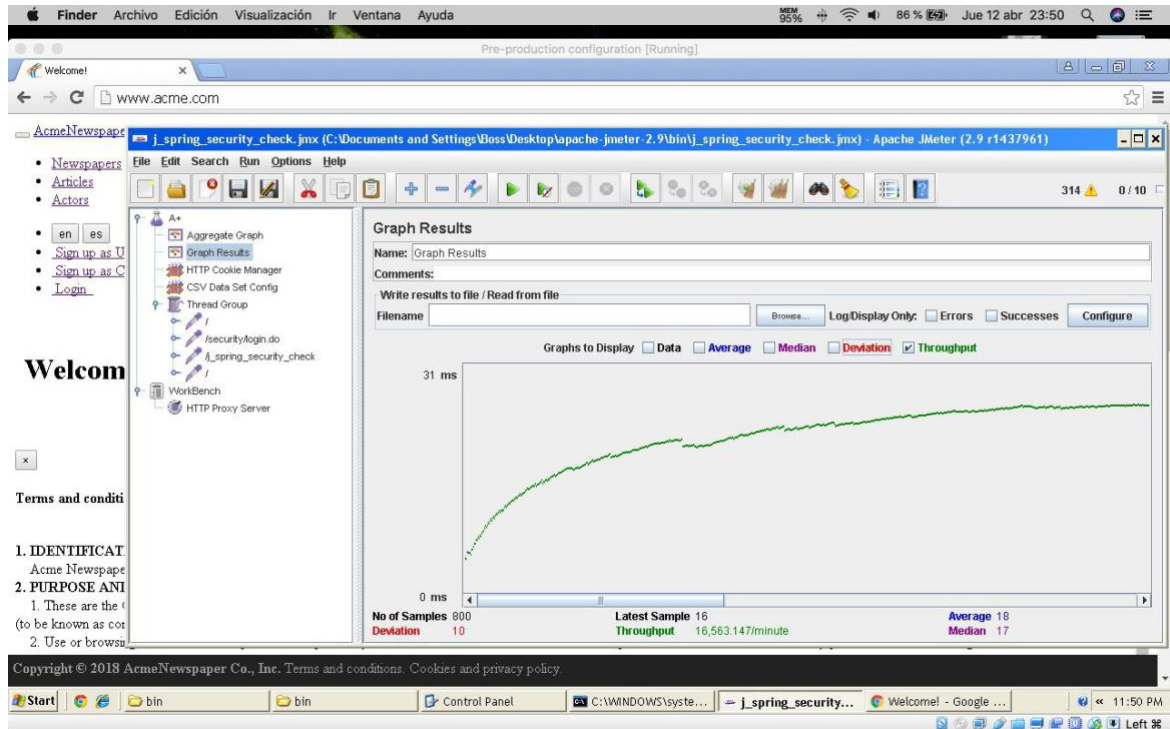 Finder Archivo Edición Visualización Ir Ventana Ayuda MEM 95% 86 % Jue 12 abr 23:50
Pre-production configuration [Running]
Welcome!
www.acme.com
AcmeNewspape
Newspapers
Articles
Actors
en es
Sign up as U
Sign up as C
Login
Welcom
×
Terms and conditi
1. IDENTIFICAT
Acme Newspape
2. PURPOSE ANI
1. These are the
(to be known as cor
2. Use or browsi
j_spring_security_check.jmx (C:\Documents and Settings\Boss\Desktop\apache-jmeter-2.9\bin\j_spring_security_check.jmx) - Apache JMeter (2.9 r1437961)
File Edit Search Run Options Help
314 0 / 10
A+
Aggregate Graph
Graph Results
HTTP Cookie Manager
CSV Data Set Config
Thread Group
/
/security/login.do
/j_spring_security_check
/
WorkBench
HTTP Proxy Server
Graph Results
Name: Graph Results
Comments:
Write results to file / Read from file
Filename Browse... Log/Display Only: Errors Successes Configure
Graphs to Display Data Average Median Deviation Throughput
31 ms
0 ms
No of Samples 800 Latest Sample 16 Average 18
Deviation 10 Throughput 16,563.147/minute Median 17
Copyright © 2018 AcmeNewspaper Co., Inc. Terms and conditions. Cookies and privacy policy.
Start bin bin Control Panel C:\WINDOWS\syste... j_spring_security... Welcome! - Google ... « 11:50 PM
Left ⌘